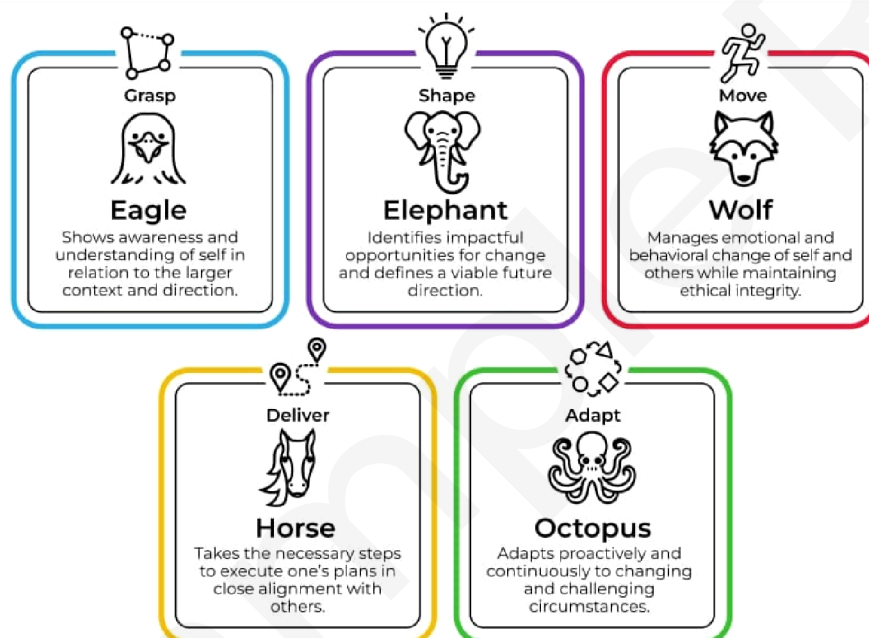 Grasp
Eagle
Shows awareness and
understanding of self in
relation to the larger
context and direction.
Shape
Elephant
Identifies impactful
opportunities for change
and defines a viable future
direction.
Move
Wolf
Manages emotional and
behavioral change of self and
others while maintaining
ethical integrity.
Deliver
Horse
Takes the necessary steps
to execute one's plans in
close alignment with
others.
Adapt
Octopus
Adapts proactively and
continuously to changing
and challenging
circumstances.